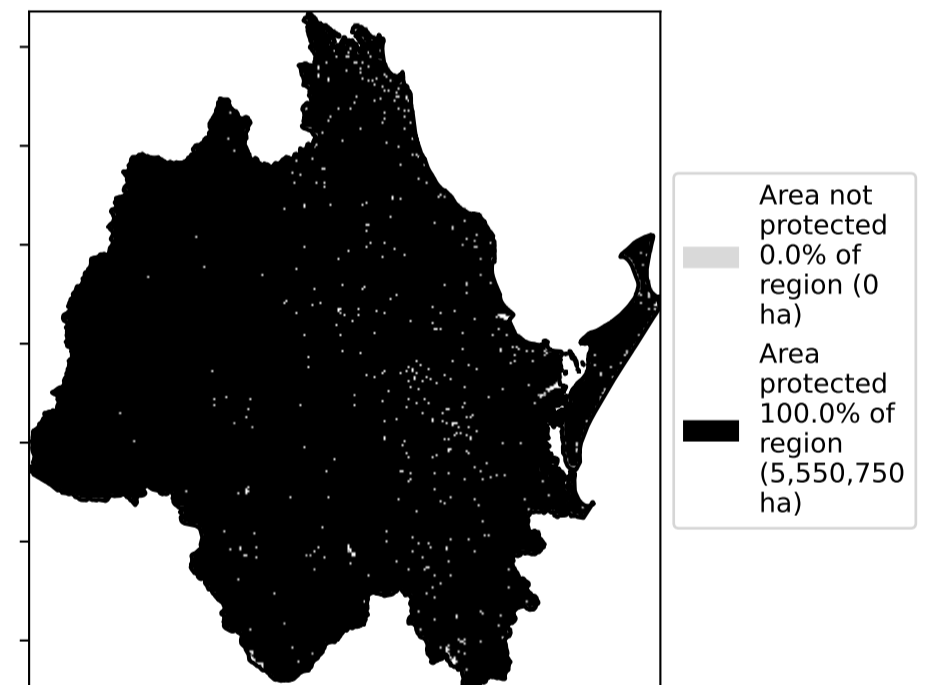 Area not
protected
0.0% of
region (0
ha)
Area
protected
100.0% of
region
(5,550,750
ha)